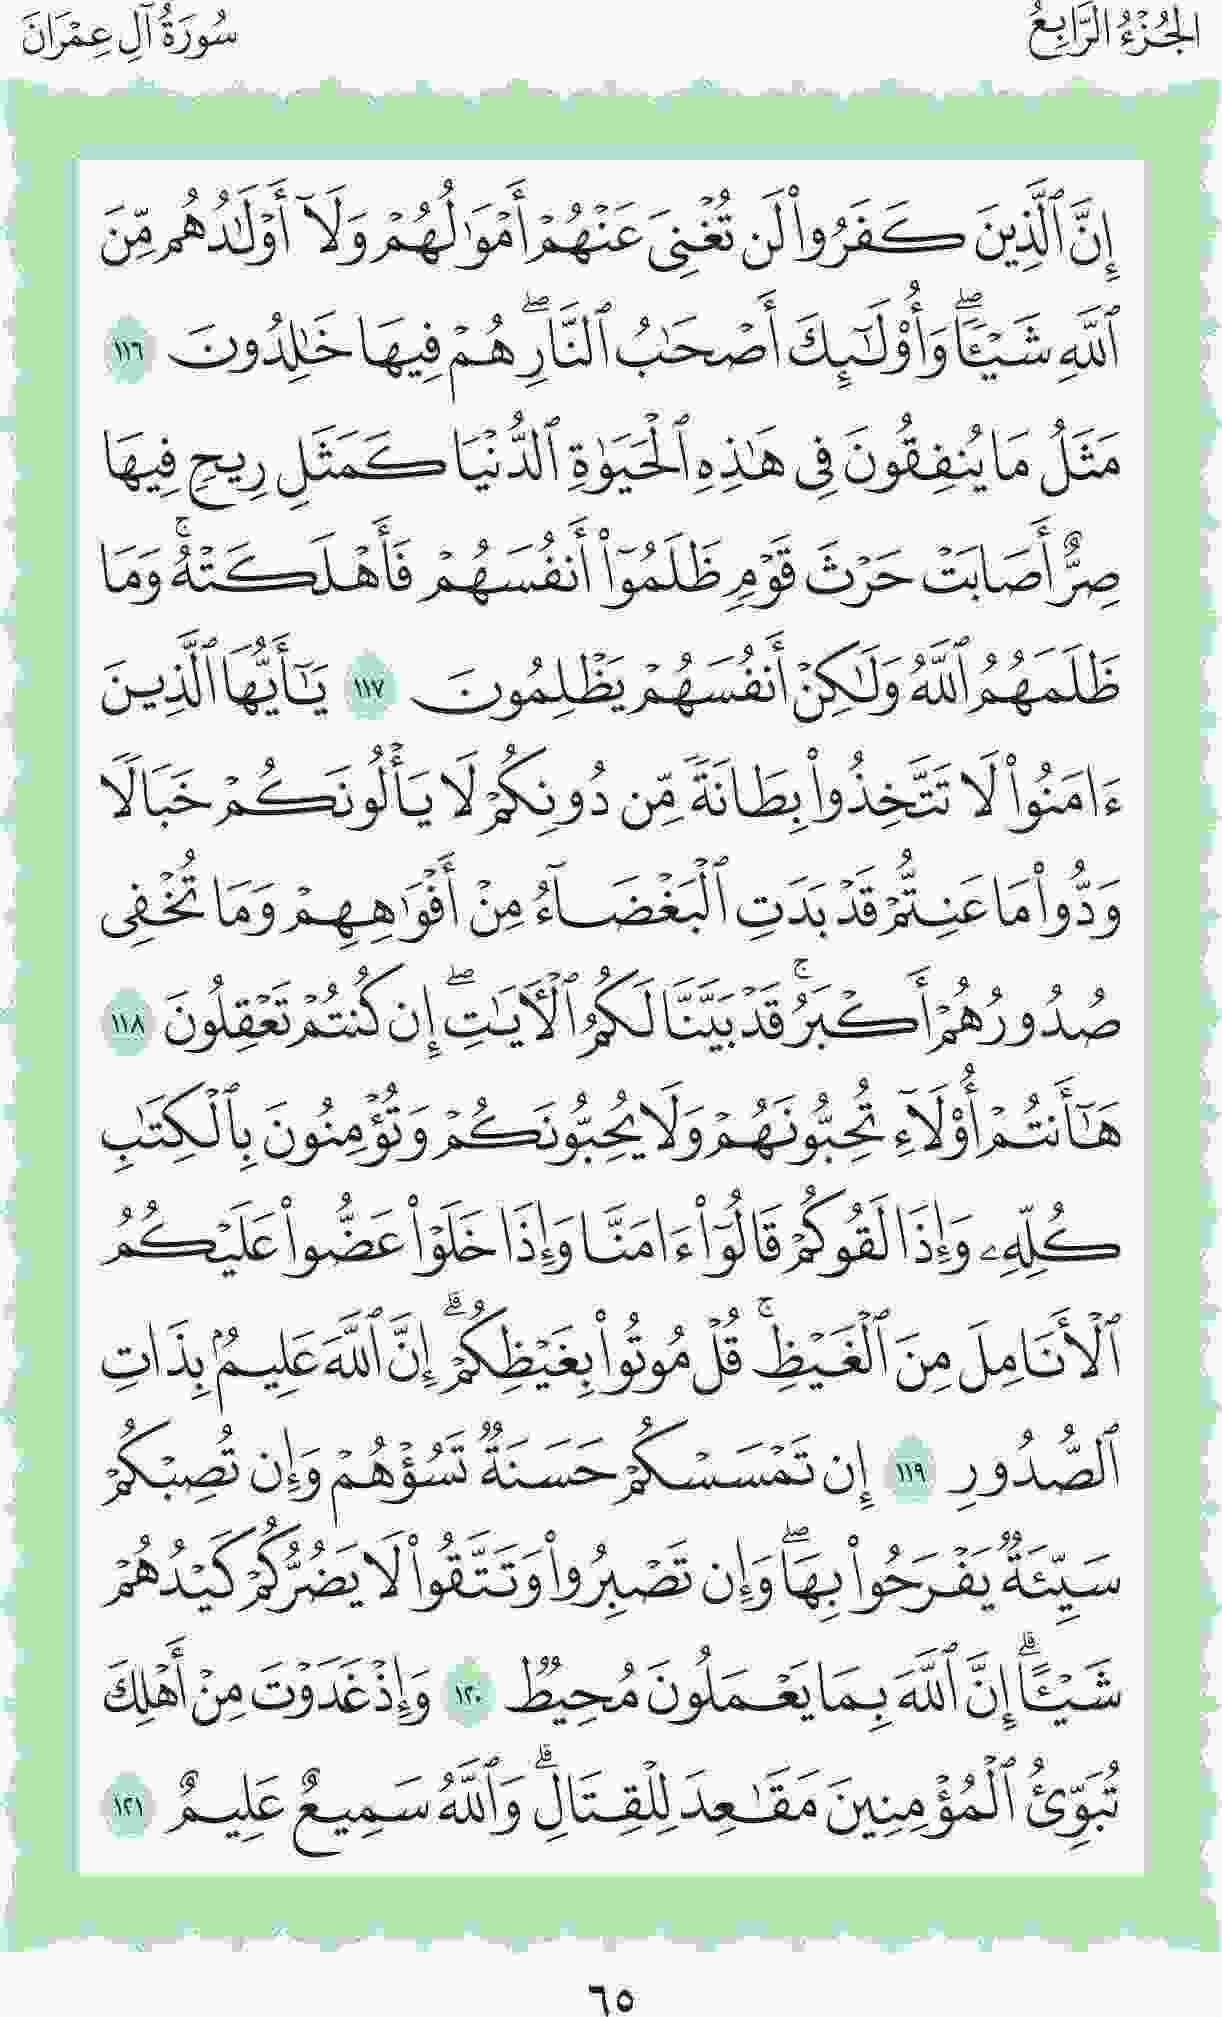 الجُزْءُ الرَّابِعُ
سُورَةُ آلِ عِمْرَانَ
إِنَّ ٱلَّذِينَ كَفَرُوا۟ لَن تُغْنِىَ عَنْهُمْ أَمْوَٰلُهُمْ وَلَآ أَوْلَـٰدُهُم مِّنَ
ٱللَّهِ شَيْـًٔا ۖ وَأُو۟لَـٰٓئِكَ أَصْحَـٰبُ ٱلنَّارِ ۖ هُمْ فِيهَا خَـٰلِدُونَ ١١٦
مَثَلُ مَا يُنفِقُونَ فِى هَـٰذِهِ ٱلْحَيَوٰةِ ٱلدُّنْيَا كَمَثَلِ رِيحٍ فِيهَا
صِرٌّ أَصَابَتْ حَرْثَ قَوْمٍ ظَلَمُوٓا۟ أَنفُسَهُمْ فَأَهْلَكَتْهُ ۚ وَمَا
ظَلَمَهُمُ ٱللَّهُ وَلَـٰكِنْ أَنفُسَهُمْ يَظْلِمُونَ ١١٧ يَـٰٓأَيُّهَا ٱلَّذِينَ
ءَامَنُوا۟ لَا تَتَّخِذُوا۟ بِطَانَةً مِّن دُونِكُمْ لَا يَأْلُونَكُمْ خَبَالًا
وَدُّوا۟ مَا عَنِتُّمْ قَدْ بَدَتِ ٱلْبَغْضَآءُ مِنْ أَفْوَٰهِهِمْ وَمَا تُخْفِى
صُدُورُهُمْ أَكْبَرُ ۚ قَدْ بَيَّنَّا لَكُمُ ٱلْـَٔايَـٰتِ ۖ إِن كُنتُمْ تَعْقِلُونَ ١١٨
هَـٰٓأَنتُمْ أُو۟لَآءِ تُحِبُّونَهُمْ وَلَا يُحِبُّونَكُمْ وَتُؤْمِنُونَ بِٱلْكِتَـٰبِ
كُلِّهِۦ وَإِذَا لَقُوكُمْ قَالُوٓا۟ ءَامَنَّا وَإِذَا خَلَوْا۟ عَضُّوا۟ عَلَيْكُمُ
ٱلْأَنَامِلَ مِنَ ٱلْغَيْظِ ۚ قُلْ مُوتُوا۟ بِغَيْظِكُمْ ۗ إِنَّ ٱللَّهَ عَلِيمٌۢ بِذَاتِ
ٱلصُّدُورِ ١١٩ إِن تَمْسَسْكُمْ حَسَنَةٌ تَسُؤْهُمْ وَإِن تُصِبْكُمْ
سَيِّئَةٌ يَفْرَحُوا۟ بِهَا ۖ وَإِن تَصْبِرُوا۟ وَتَتَّقُوا۟ لَا يَضُرُّكُمْ كَيْدُهُمْ
شَيْـًٔا ۗ إِنَّ ٱللَّهَ بِمَا يَعْمَلُونَ مُحِيطٌ ١٢٠ وَإِذْ غَدَوْتَ مِنْ أَهْلِكَ
تُبَوِّئُ ٱلْمُؤْمِنِينَ مَقَـٰعِدَ لِلْقِتَالِ ۗ وَٱللَّهُ سَمِيعٌ عَلِيمٌ ١٢١
٦٥